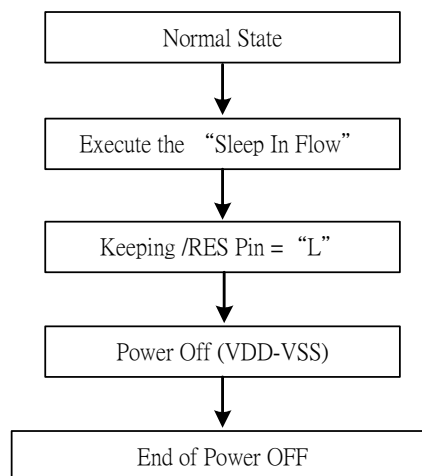 Normal State
Execute the “Sleep In Flow”
Keeping /RES Pin = “L”
Power Off (VDD-VSS)
End of Power OFF